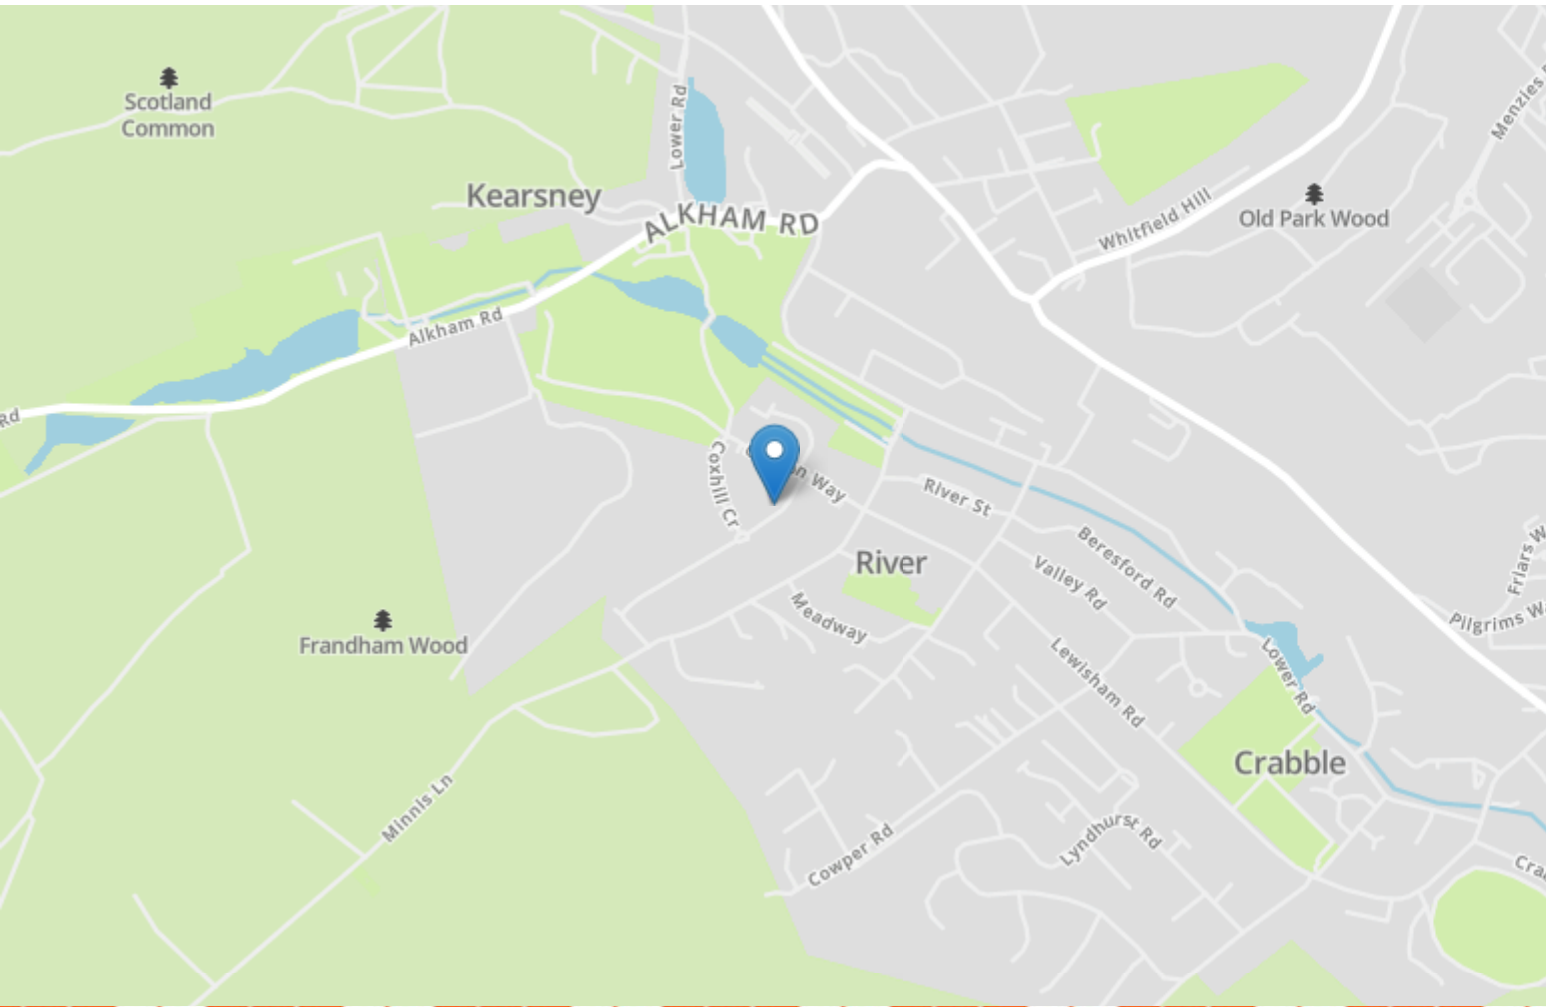 Scotland
Common
Lower Rd
Menzies
Kearsney
ALKHAM RD
Whitfield Hill
Old Park Wood
Alkham Rd
Rd
Coxhill Cr
Way
River St
River
Beresford Rd
Valley Rd
Friars
Pilgrims
Meadway
Frandham Wood
Lewisham Rd
Lower Rd
Crabble
Minnis Ln
Cowper Rd
Lyndhurst Rd